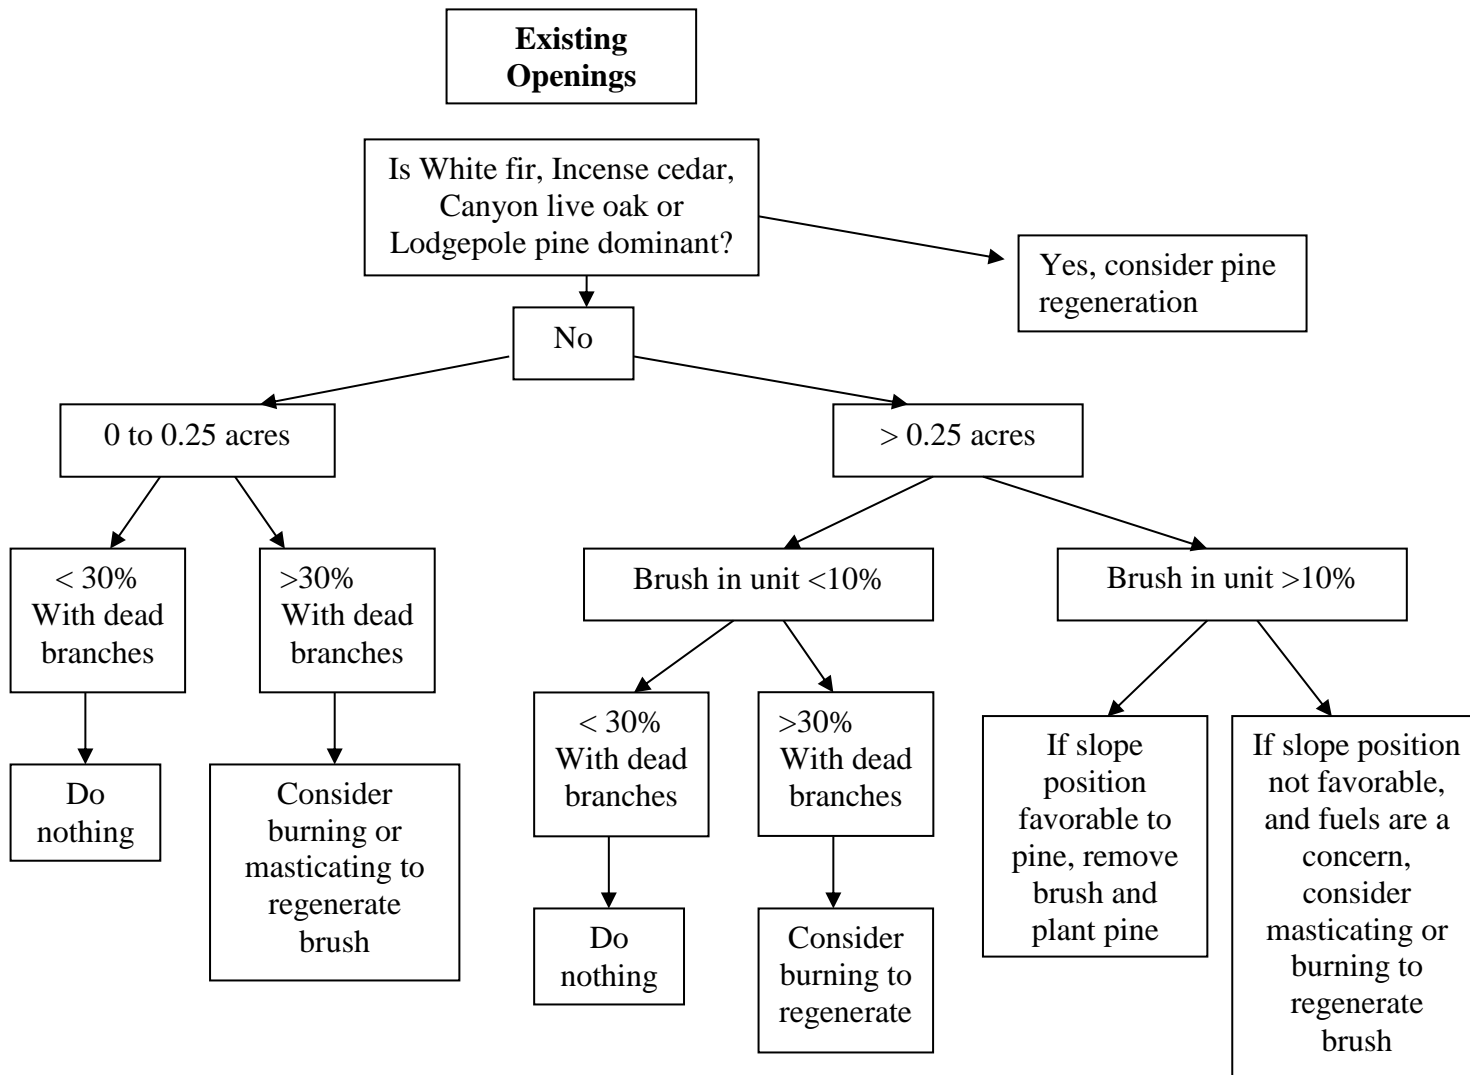 Existing
Openings
Is White fir, Incense cedar,
Canyon live oak or
Lodgepole pine dominant?
Yes, consider pine
regeneration
No
0 to 0.25 acres
> 0.25 acres
< 30%
With dead
branches
>30%
With dead
branches
Brush in unit <10%
Brush in unit >10%
Do
nothing
Consider
burning or
masticating to
regenerate
brush
< 30%
With dead
branches
>30%
With dead
branches
If slope
position
favorable to
pine, remove
brush and
plant pine
If slope position
not favorable,
and fuels are a
concern,
consider
masticating or
burning to
regenerate
brush
Do
nothing
Consider
burning to
regenerate